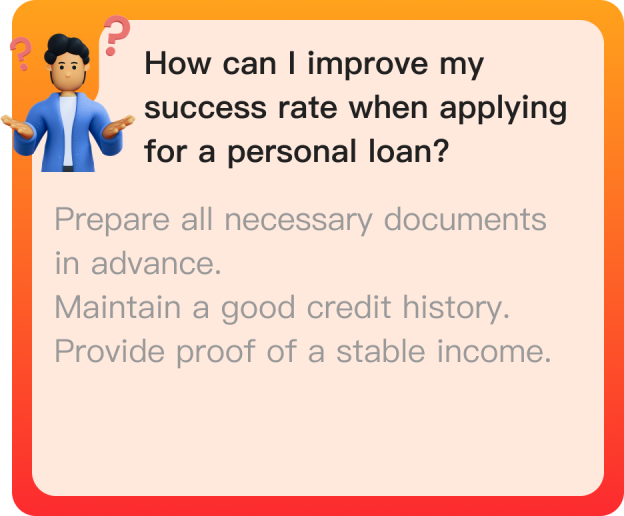 How can I improve my
success rate when applying
for a personal loan?
Prepare all necessary documents
in advance.
Maintain a good credit history.
Provide proof of a stable income.